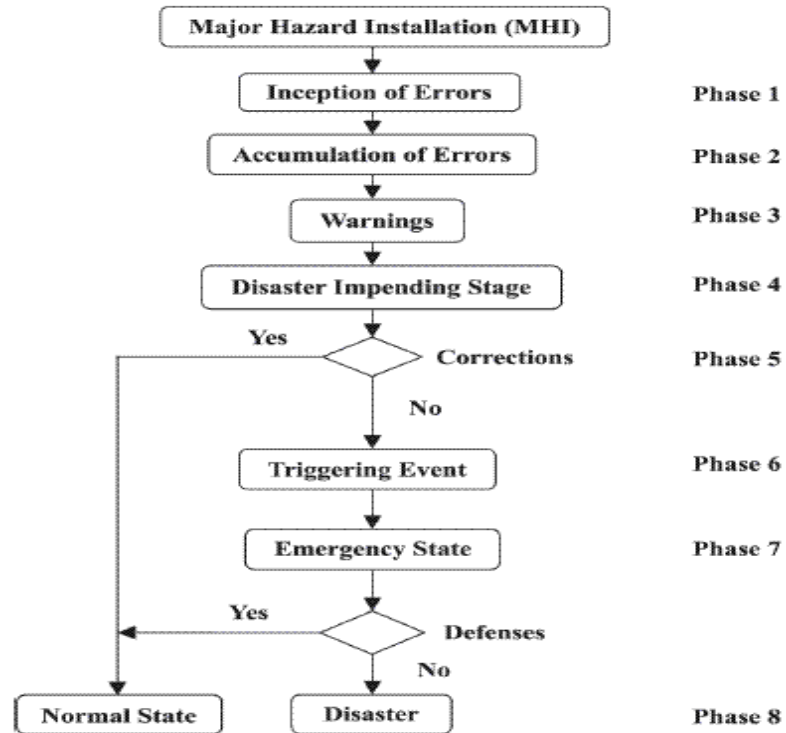 Major Hazard Installation (MHI)
Inception of Errors Phase 1
Accumulation of Errors Phase 2
Warnings Phase 3
Disaster Impending Stage Phase 4
Yes
Corrections Phase 5
No
Triggering Event Phase 6
Emergency State Phase 7
Yes
Defenses
No
Normal State Disaster Phase 8